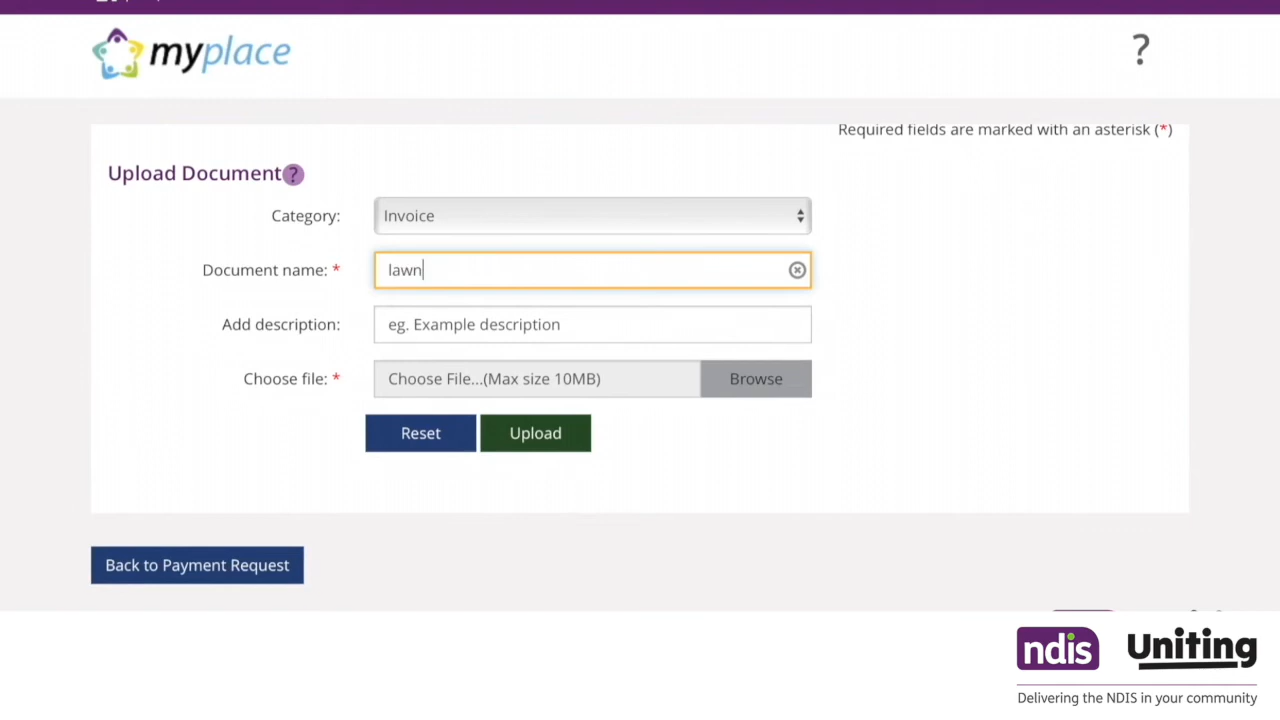 myplace
?
Required fields are marked with an asterisk (*)
Upload Document ?
Category: Invoice
Document name: * lawn
Add description: eg. Example description
Choose file: * Choose File...(Max size 10MB) Browse
Reset Upload
Back to Payment Request
ndis Uniting
Delivering the NDIS in your community